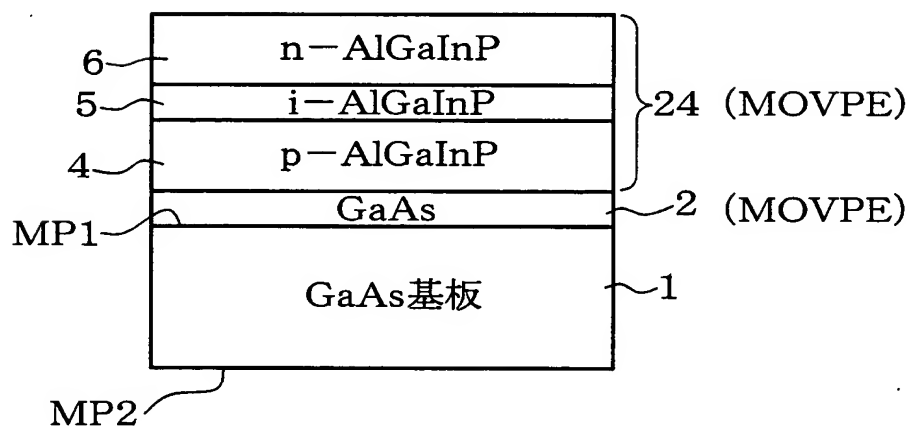 n-AlGaInP
6
5
i-AlGaInP
24 (MOVPE)
p-AlGaInP
4
GaAs
2 (MOVPE)
MP1
GaAs基板
1
MP2